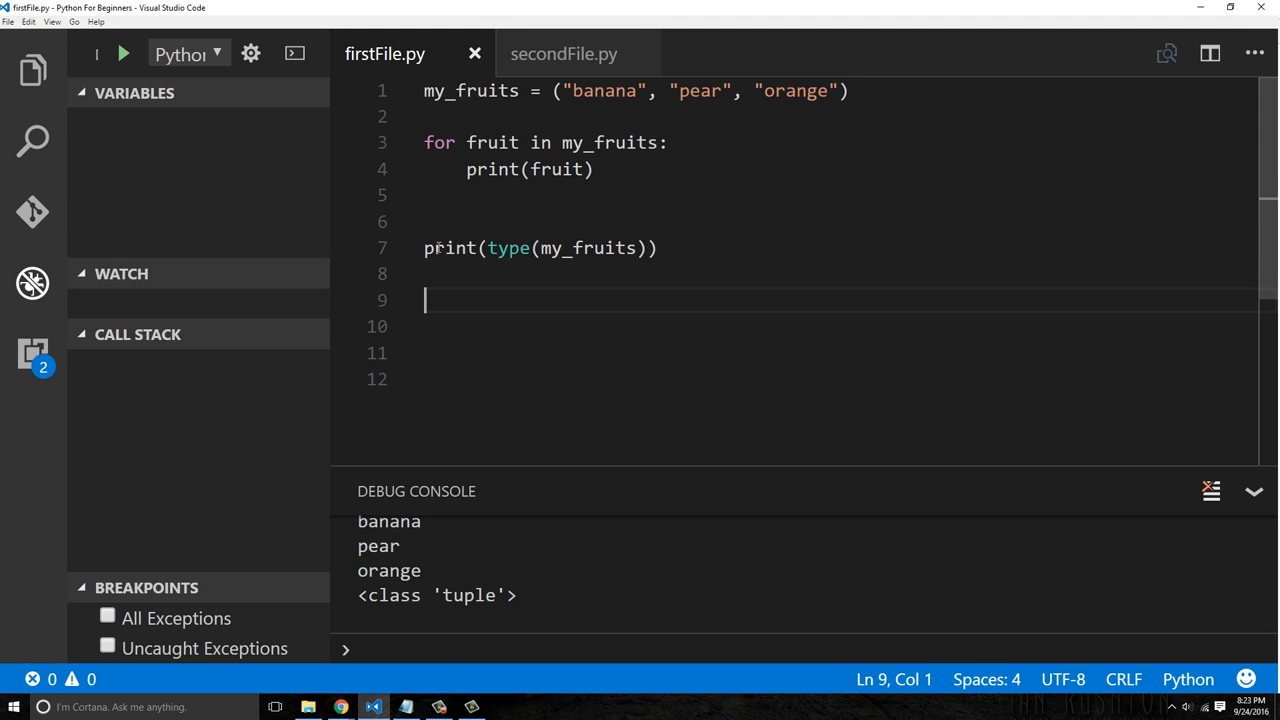 firstFile.py - Python For Beginners - Visual Studio Code
File Edit View Go Help
Python
firstFile.py
secondFile.py
VARIABLES
WATCH
CALL STACK
BREAKPOINTS
All Exceptions
Uncaught Exceptions
2
1 my_fruits = ("banana", "pear", "orange")
2
3 for fruit in my_fruits:
4     print(fruit)
5
6
7 print(type(my_fruits))
8
9
10
11
12
DEBUG CONSOLE
banana
pear
orange
<class 'tuple'>
0 0
Ln 9, Col 1 Spaces: 4 UTF-8 CRLF Python
I'm Cortana. Ask me anything.
8:23 PM
9/24/2016